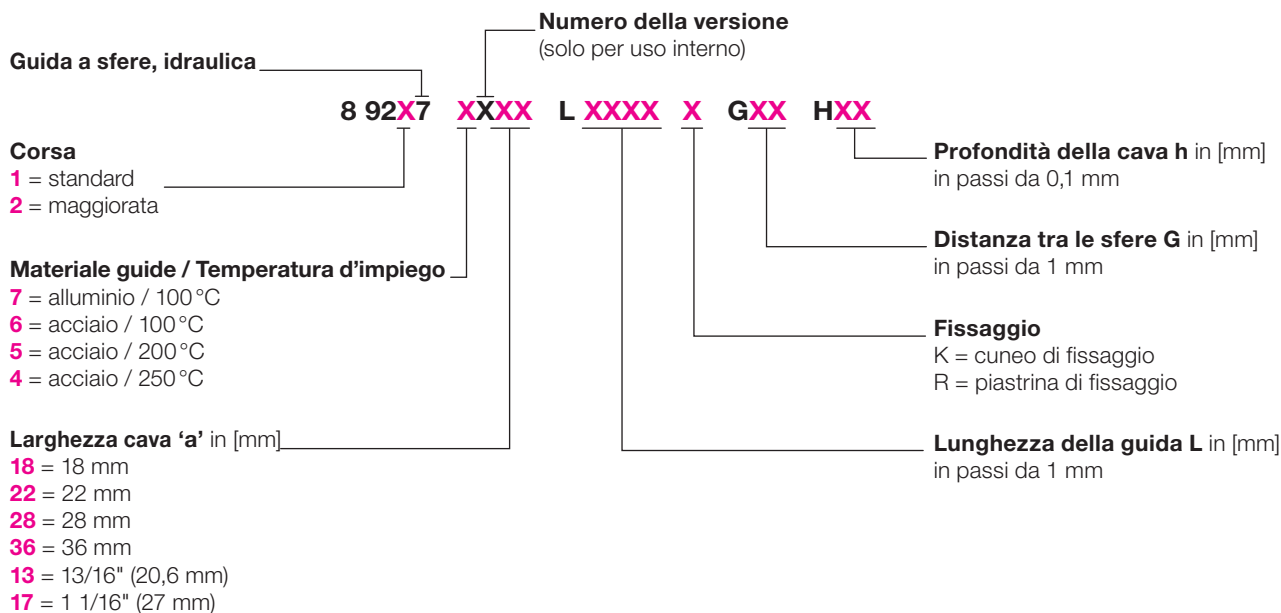 Numero della versione
(solo per uso interno)
Guida a sfere, idraulica
8 92X7 XXXX L XXXX X GXX HXX
Corsa
1 = standard
2 = maggiorata
Materiale guide / Temperatura d’impiego
7 = alluminio / 100 °C
6 = acciaio / 100 °C
5 = acciaio / 200 °C
4 = acciaio / 250 °C
Larghezza cava ‘a’ in [mm]
18 = 18 mm
22 = 22 mm
28 = 28 mm
36 = 36 mm
13 = 13/16" (20,6 mm)
17 = 1 1/16" (27 mm)
Profondità della cava h in [mm]
in passi da 0,1 mm
Distanza tra le sfere G in [mm]
in passi da 1 mm
Fissaggio
K = cuneo di fissaggio
R = piastrina di fissaggio
Lunghezza della guida L in [mm]
in passi da 1 mm